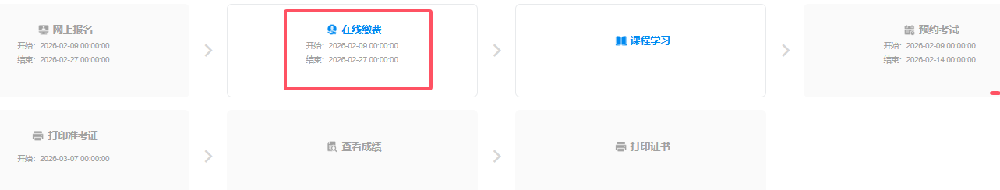 网上报名
开始：2026-02-09 00:00:00
结束：2026-02-27 00:00:00
在线缴费
开始：2026-02-09 00:00:00
结束：2026-02-27 00:00:00
课程学习
预约考试
开始：2026-02-09 00:00:00
结束：2026-02-14 00:00:00
打印准考证
开始：2026-03-07 00:00:00
查看成绩
打印证书